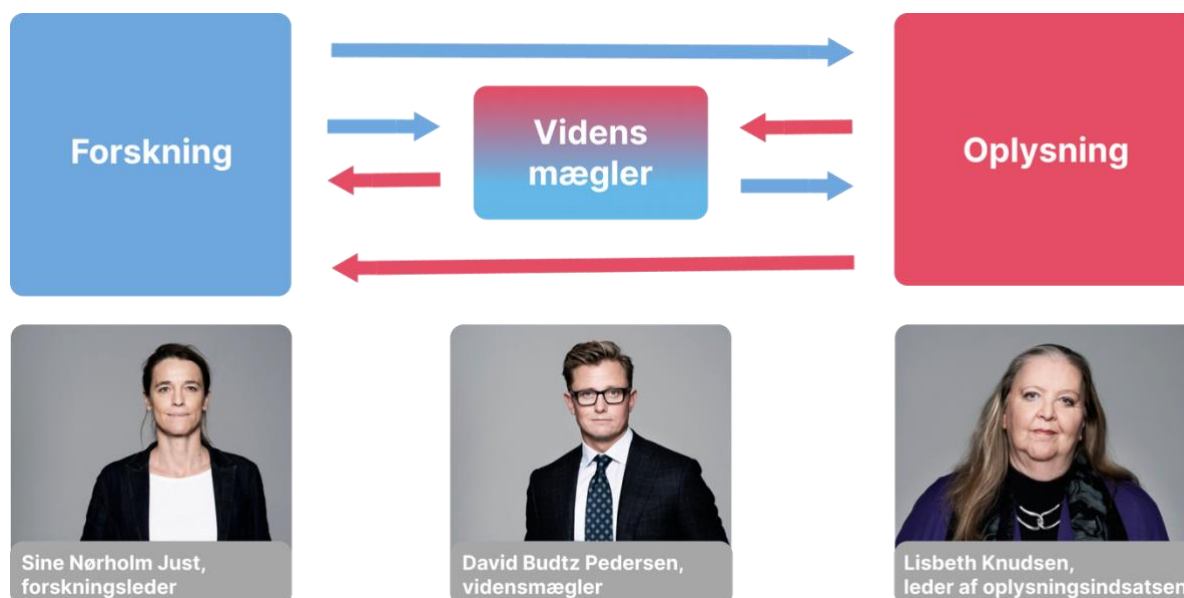 Forskning
Videns
mægler
Oplysning
Sine Nørholm Just,
forskningsleder
David Budtz Pedersen,
vidensmægler
Lisbeth Knudsen,
leder af oplysningsindsatsen